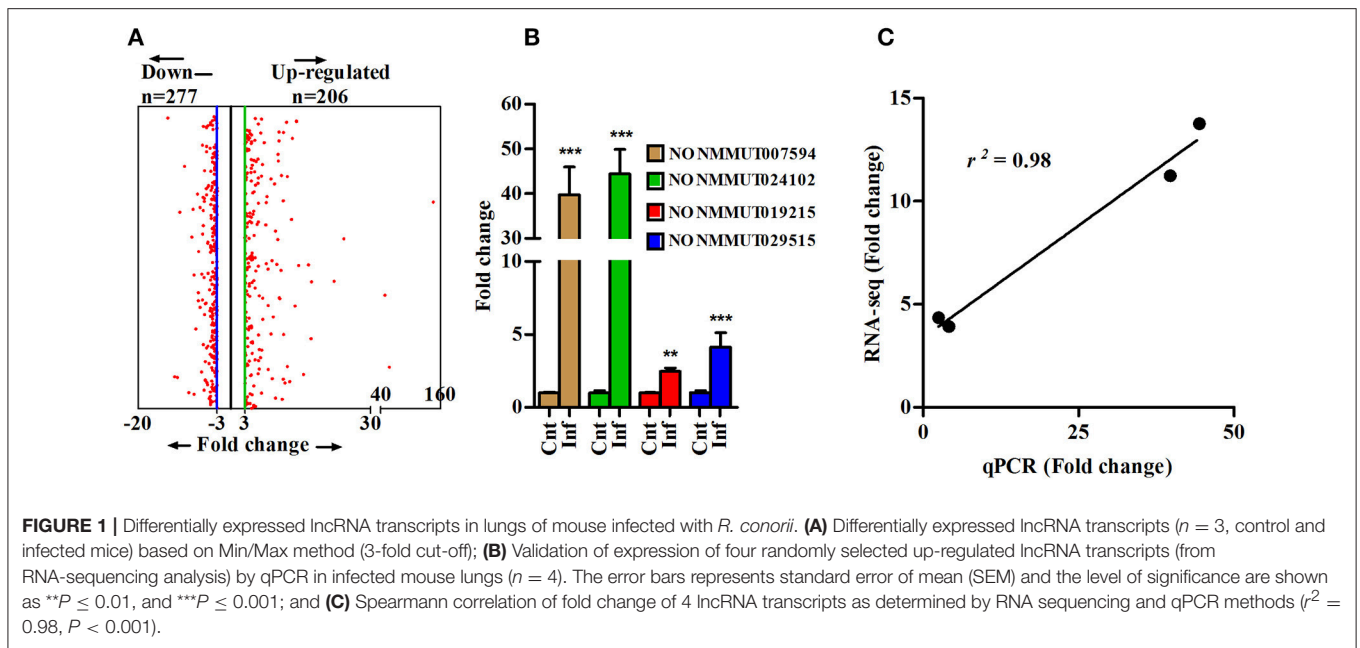 A
Down— Up-regulated
n=277 n=206
40 160
-20 -3 3 30
Fold change
B
Fold change
60
50
40
30
10
5
0
*** *** ** ***
NONMMUT007594
NONMMUT024102
NONMMUT019215
NONMMUT029515
Cnt Inf Cnt Inf Cnt Inf Cnt Inf
C
RNA-seq (Fold change)
15
10
5
0
r² = 0.98
0 25 50
qPCR (Fold change)
FIGURE 1 | Differentially expressed lncRNA transcripts in lungs of mouse infected with R. conorii. (A) Differentially expressed lncRNA transcripts (n = 3, control and
infected mice) based on Min/Max method (3-fold cut-off); (B) Validation of expression of four randomly selected up-regulated lncRNA transcripts (from
RNA-sequencing analysis) by qPCR in infected mouse lungs (n = 4). The error bars represents standard error of mean (SEM) and the level of significance are shown
as **P ≤ 0.01, and ***P ≤ 0.001; and (C) Spearmann correlation of fold change of 4 lncRNA transcripts as determined by RNA sequencing and qPCR methods (r² =
0.98, P < 0.001).